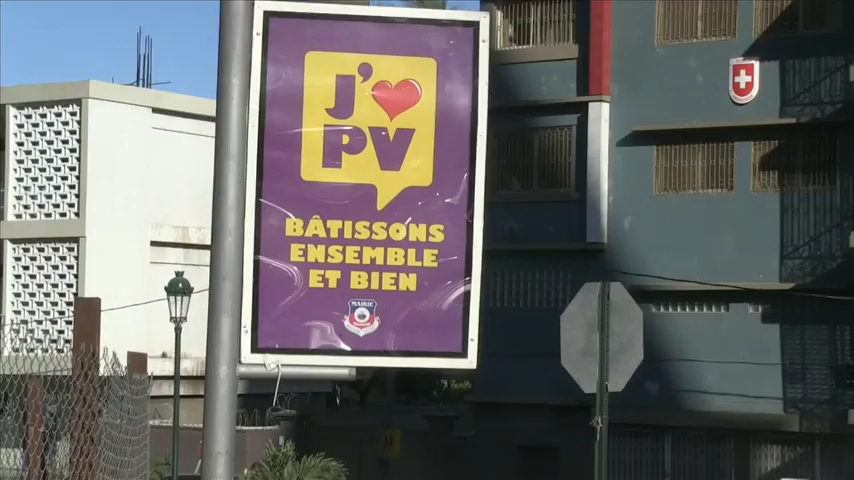 J'❤
PV
BÂTISSONS
ENSEMBLE
ET BIEN
MAIRIE